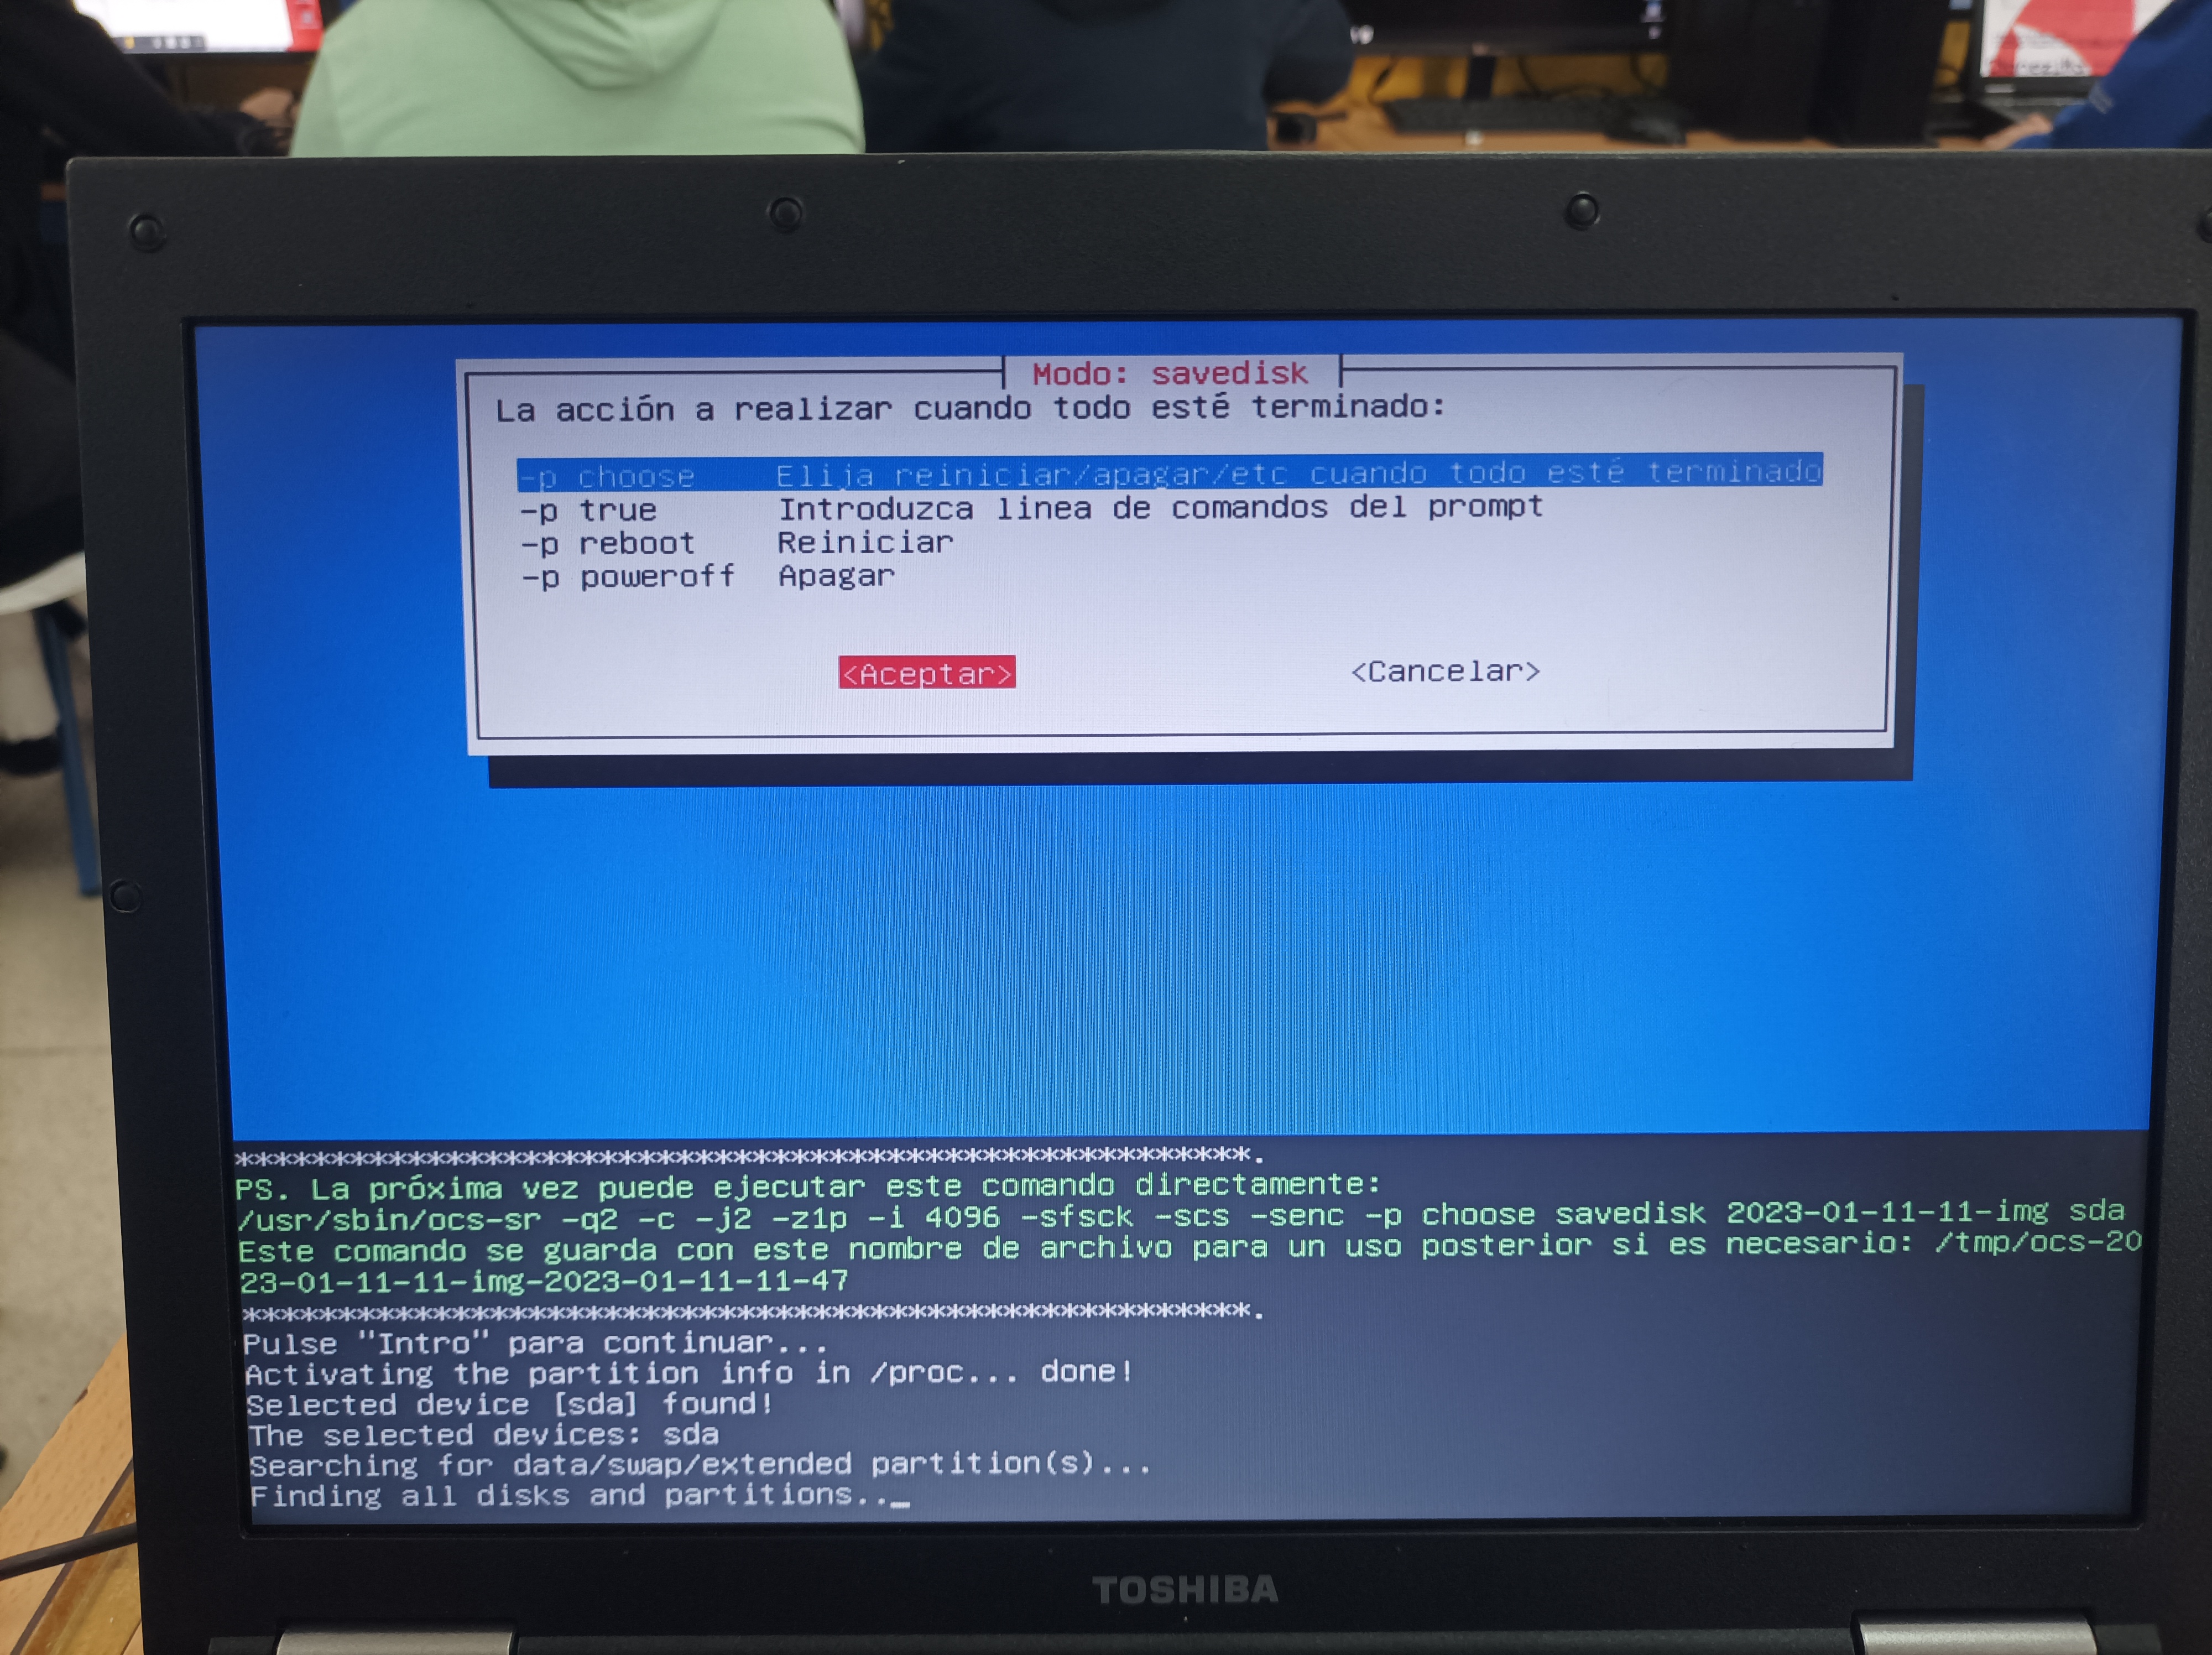 Modo: savedisk
La acción a realizar cuando todo esté terminado:
-p choose Elija reiniciar/apagar/etc cuando todo esté terminado
-p true Introduzca linea de comandos del prompt
-p reboot Reiniciar
-p poweroff Apagar
<Aceptar> <Cancelar>
*****************************************************.
PS. La próxima vez puede ejecutar este comando directamente:
/usr/sbin/ocs-sr -q2 -c -j2 -z1p -i 4096 -sfsck -scs -senc -p choose savedisk 2023-01-11-11-img sda
Este comando se guarda con este nombre de archivo para un uso posterior si es necesario: /tmp/ocs-20
23-01-11-11-img-2023-01-11-11-47
*****************************************************.
Pulse "Intro" para continuar...
Activating the partition info in /proc... done!
Selected device [sda] found!
The selected devices: sda
Searching for data/swap/extended partition(s)...
Finding all disks and partitions.._
TOSHIBA